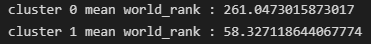 cluster 0 mean world_rank : 261.0473015873017
cluster 1 mean world_rank : 58.327118644067774